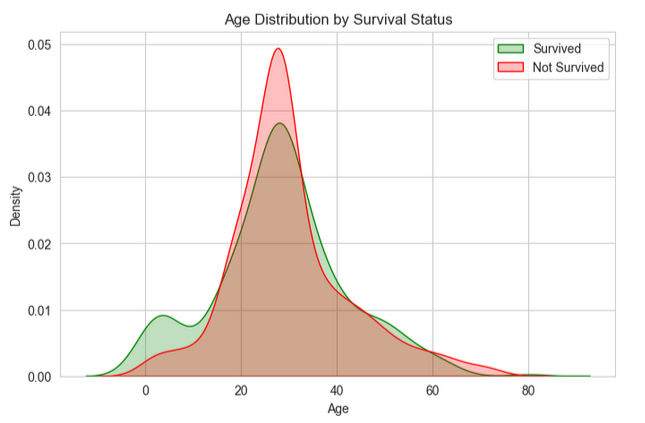 Age Distribution by Survival Status
Survived
Not Survived
0.05
0.04
0.03
0.02
0.01
0.00
Density
0 20 40 60 80
Age